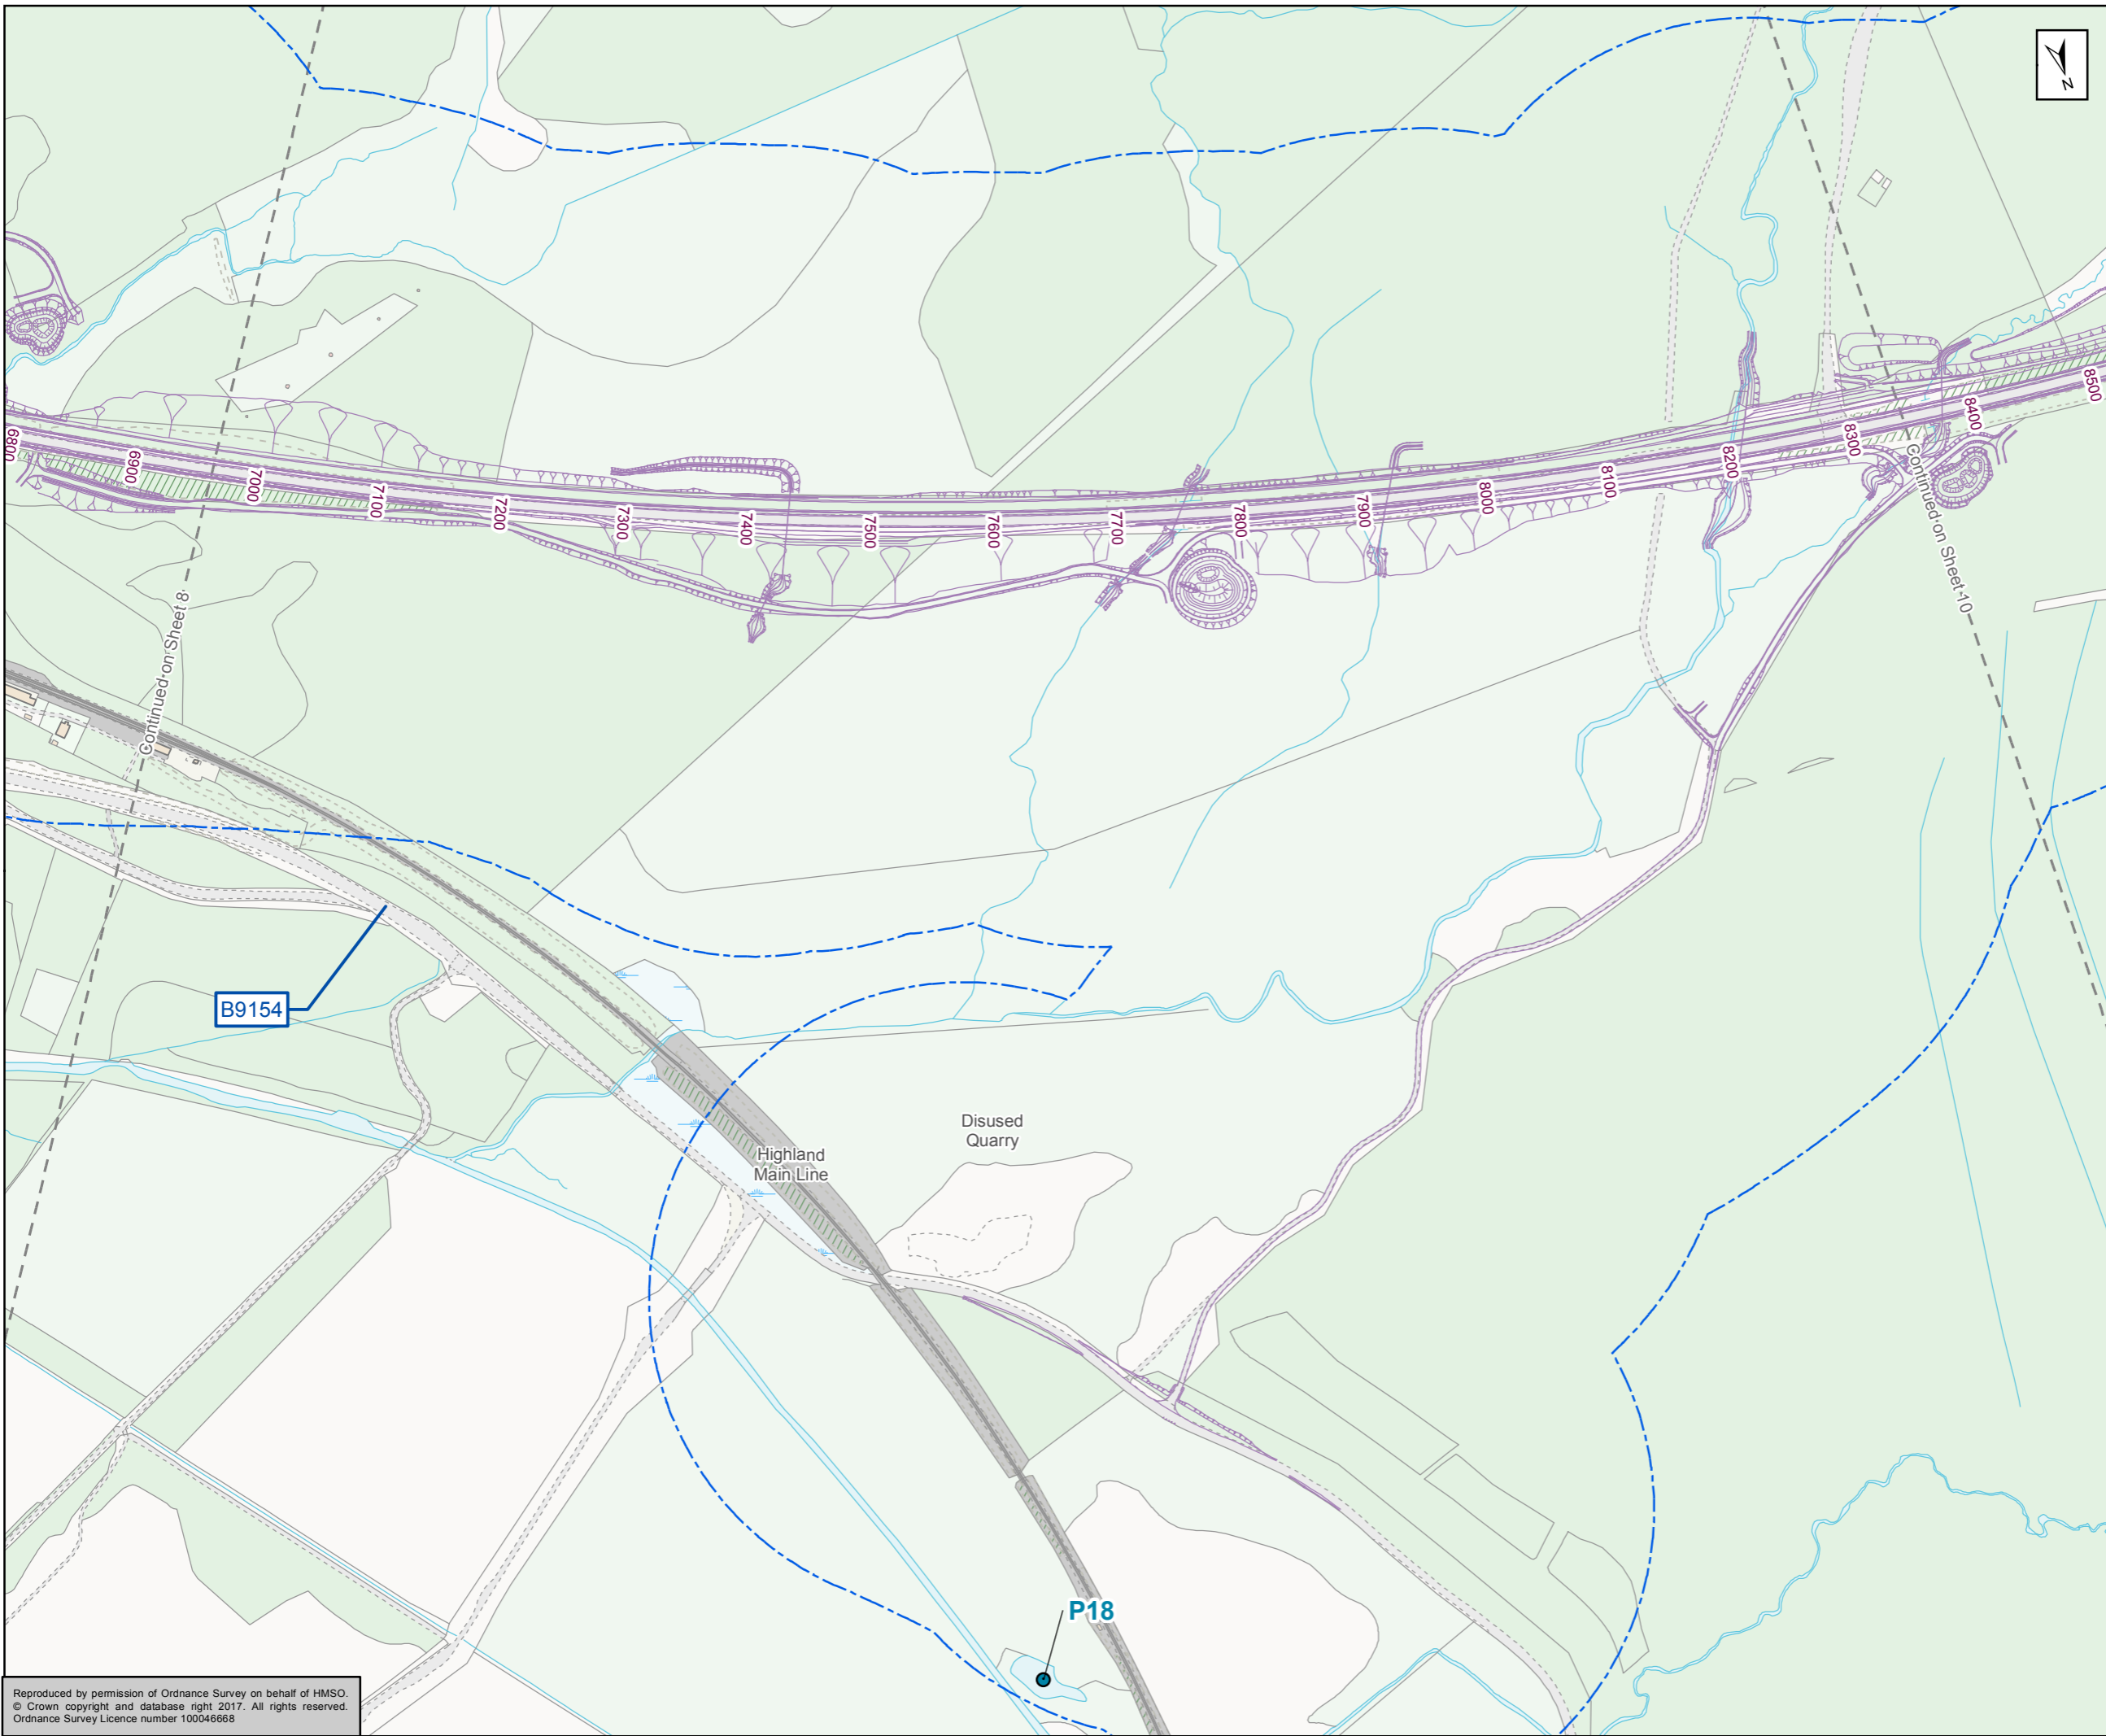 N
6800
6900
7000
7100
7200
7300
7400
7500
7600
7700
7800
7900
8000
8100
8200
8300
8400
8500
Continued on Sheet 8
Continued on Sheet 10
B9154
Disused
Quarry
Highland
Main Line
P18
Reproduced by permission of Ordnance Survey on behalf of HMSO.
© Crown copyright and database right 2017. All rights reserved.
Ordnance Survey Licence number 100046668